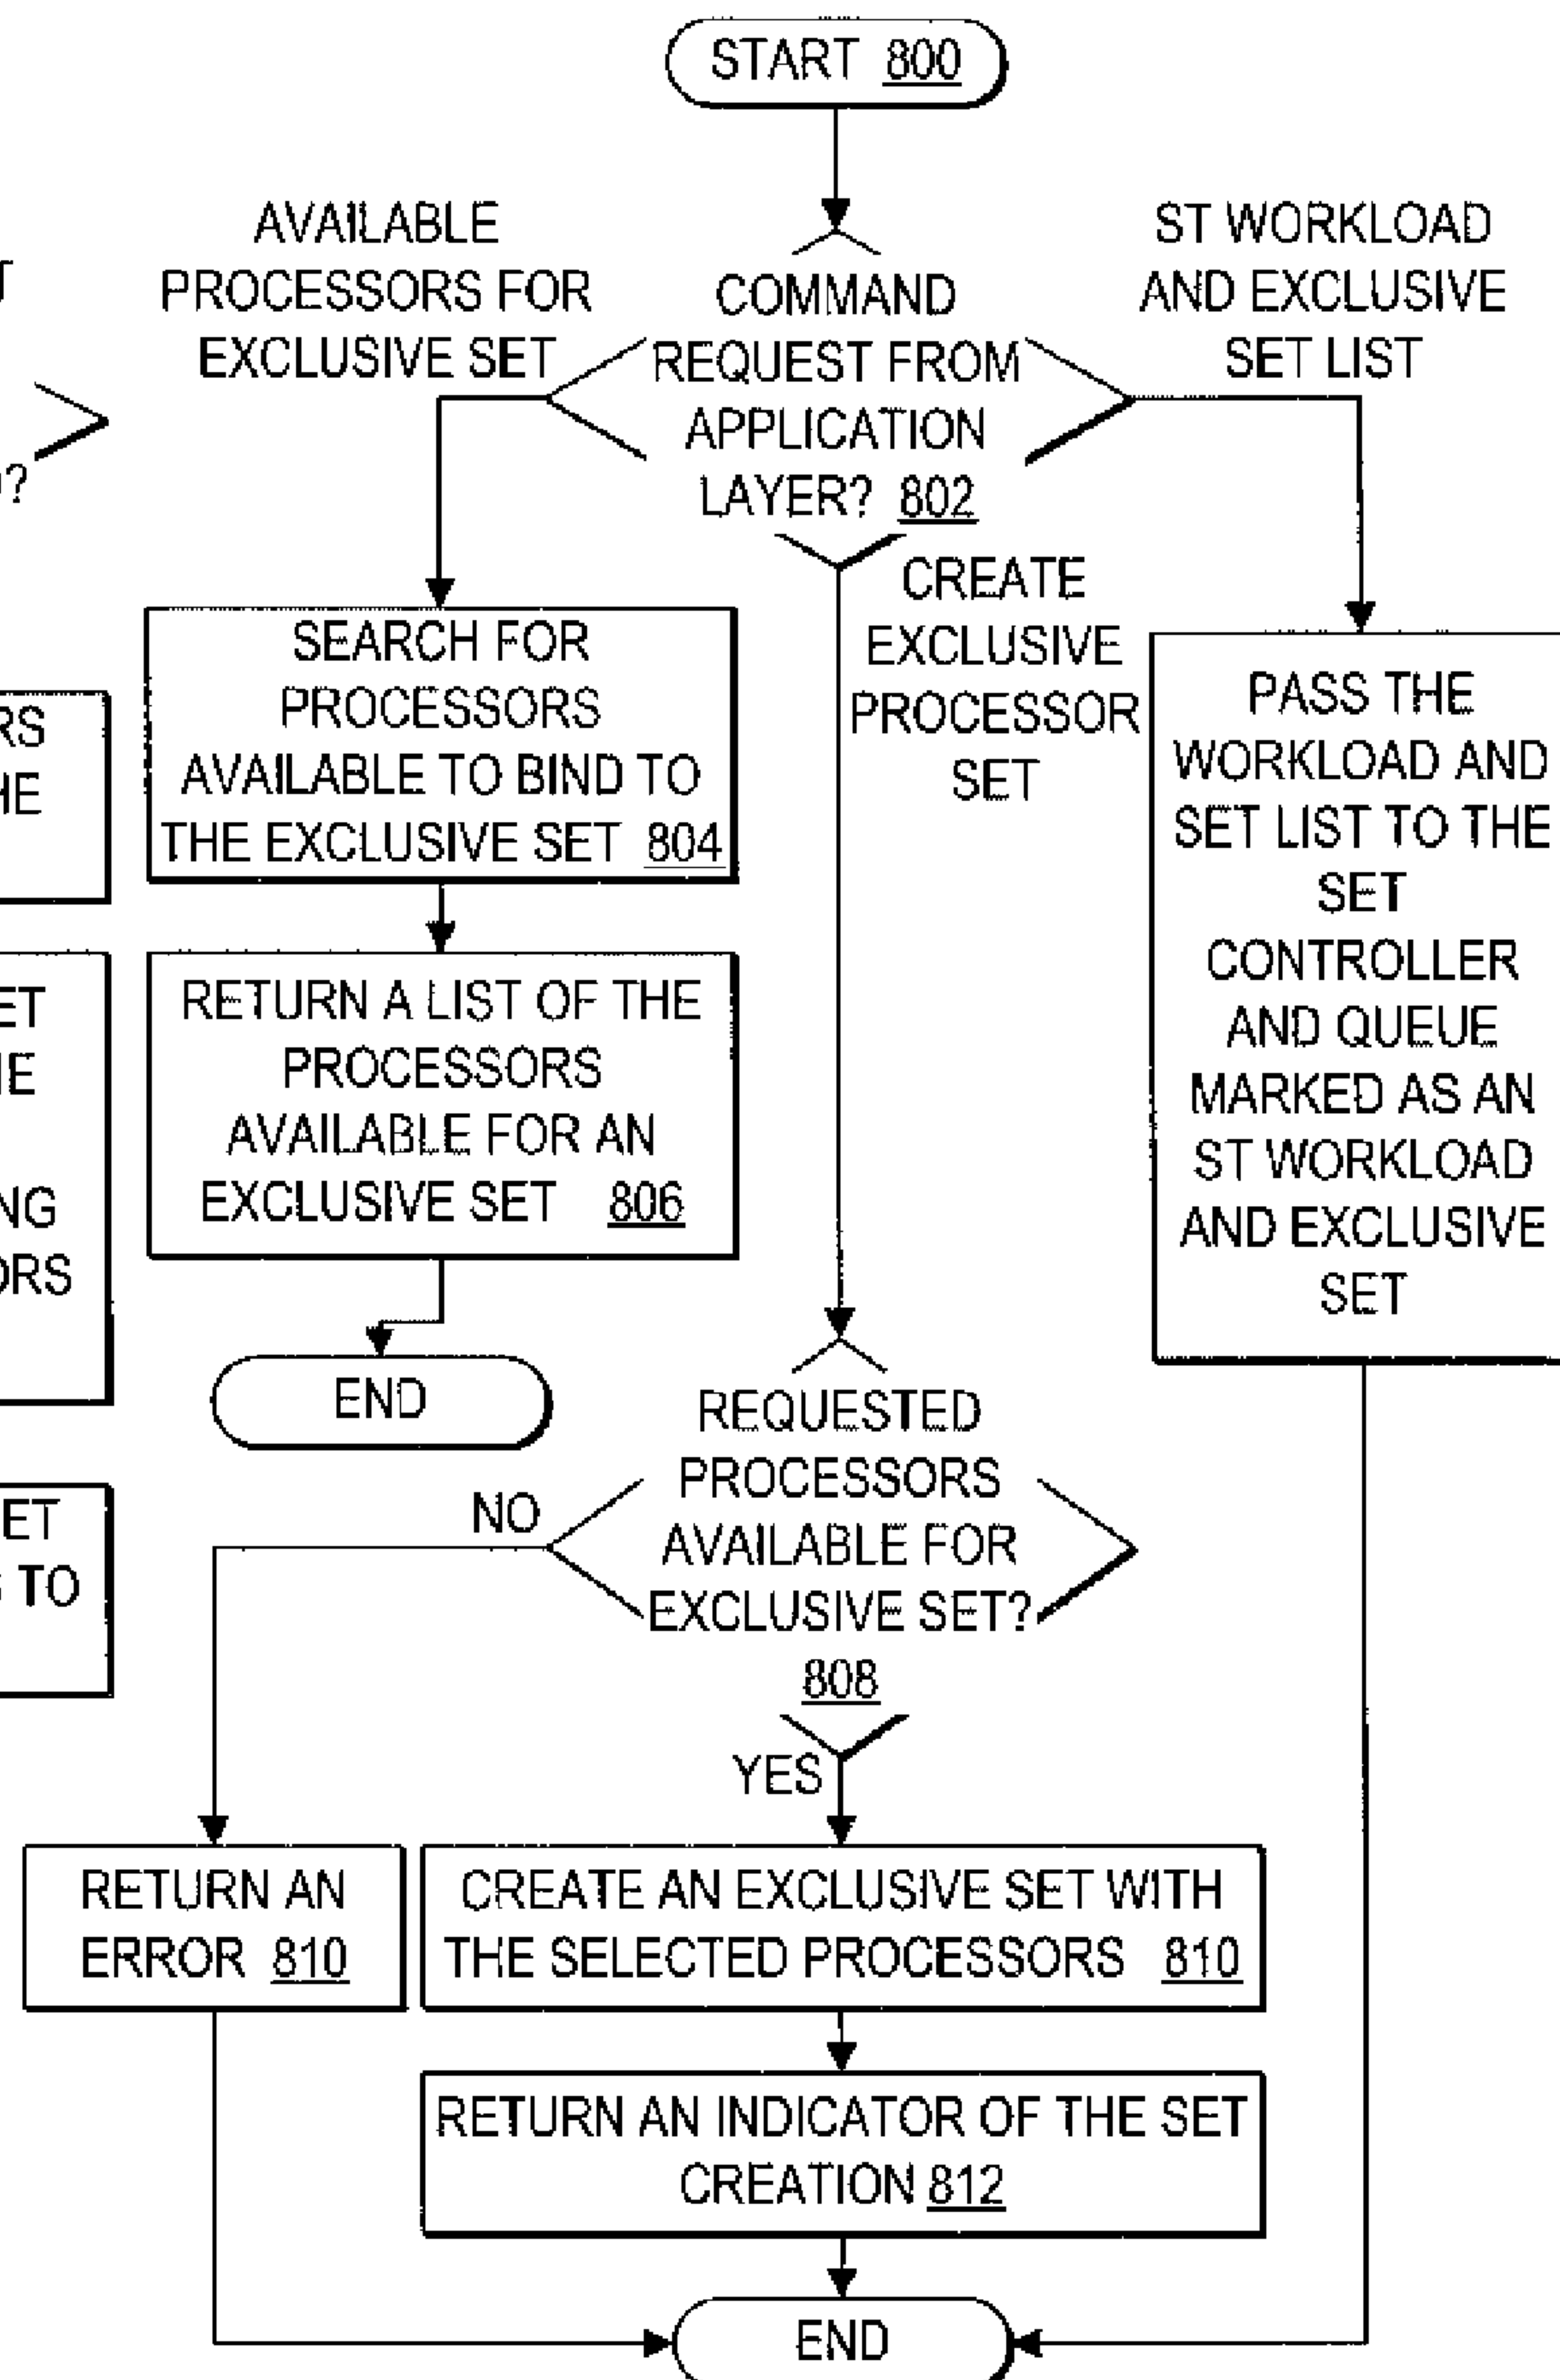 START 800
AVAILABLE
PROCESSORS FOR
EXCLUSIVE SET
COMMAND
REQUEST FROM
APPLICATION
LAYER? 802
ST WORKLOAD
AND EXCLUSIVE
SET LIST
CREATE
EXCLUSIVE
PROCESSOR
SET
SEARCH FOR
PROCESSORS
AVAILABLE TO BIND TO
THE EXCLUSIVE SET 804
RETURN A LIST OF THE
PROCESSORS
AVAILABLE FOR AN
EXCLUSIVE SET 806
END
PASS THE
WORKLOAD AND
SET LIST TO THE
SET
CONTROLLER
AND QUEUE
MARKED AS AN
ST WORKLOAD
AND EXCLUSIVE
SET
REQUESTED
PROCESSORS
AVAILABLE FOR
EXCLUSIVE SET?
808
NO
YES
RETURN AN
ERROR 810
CREATE AN EXCLUSIVE SET WITH
THE SELECTED PROCESSORS 810
RETURN AN INDICATOR OF THE SET
CREATION 812
END
TO